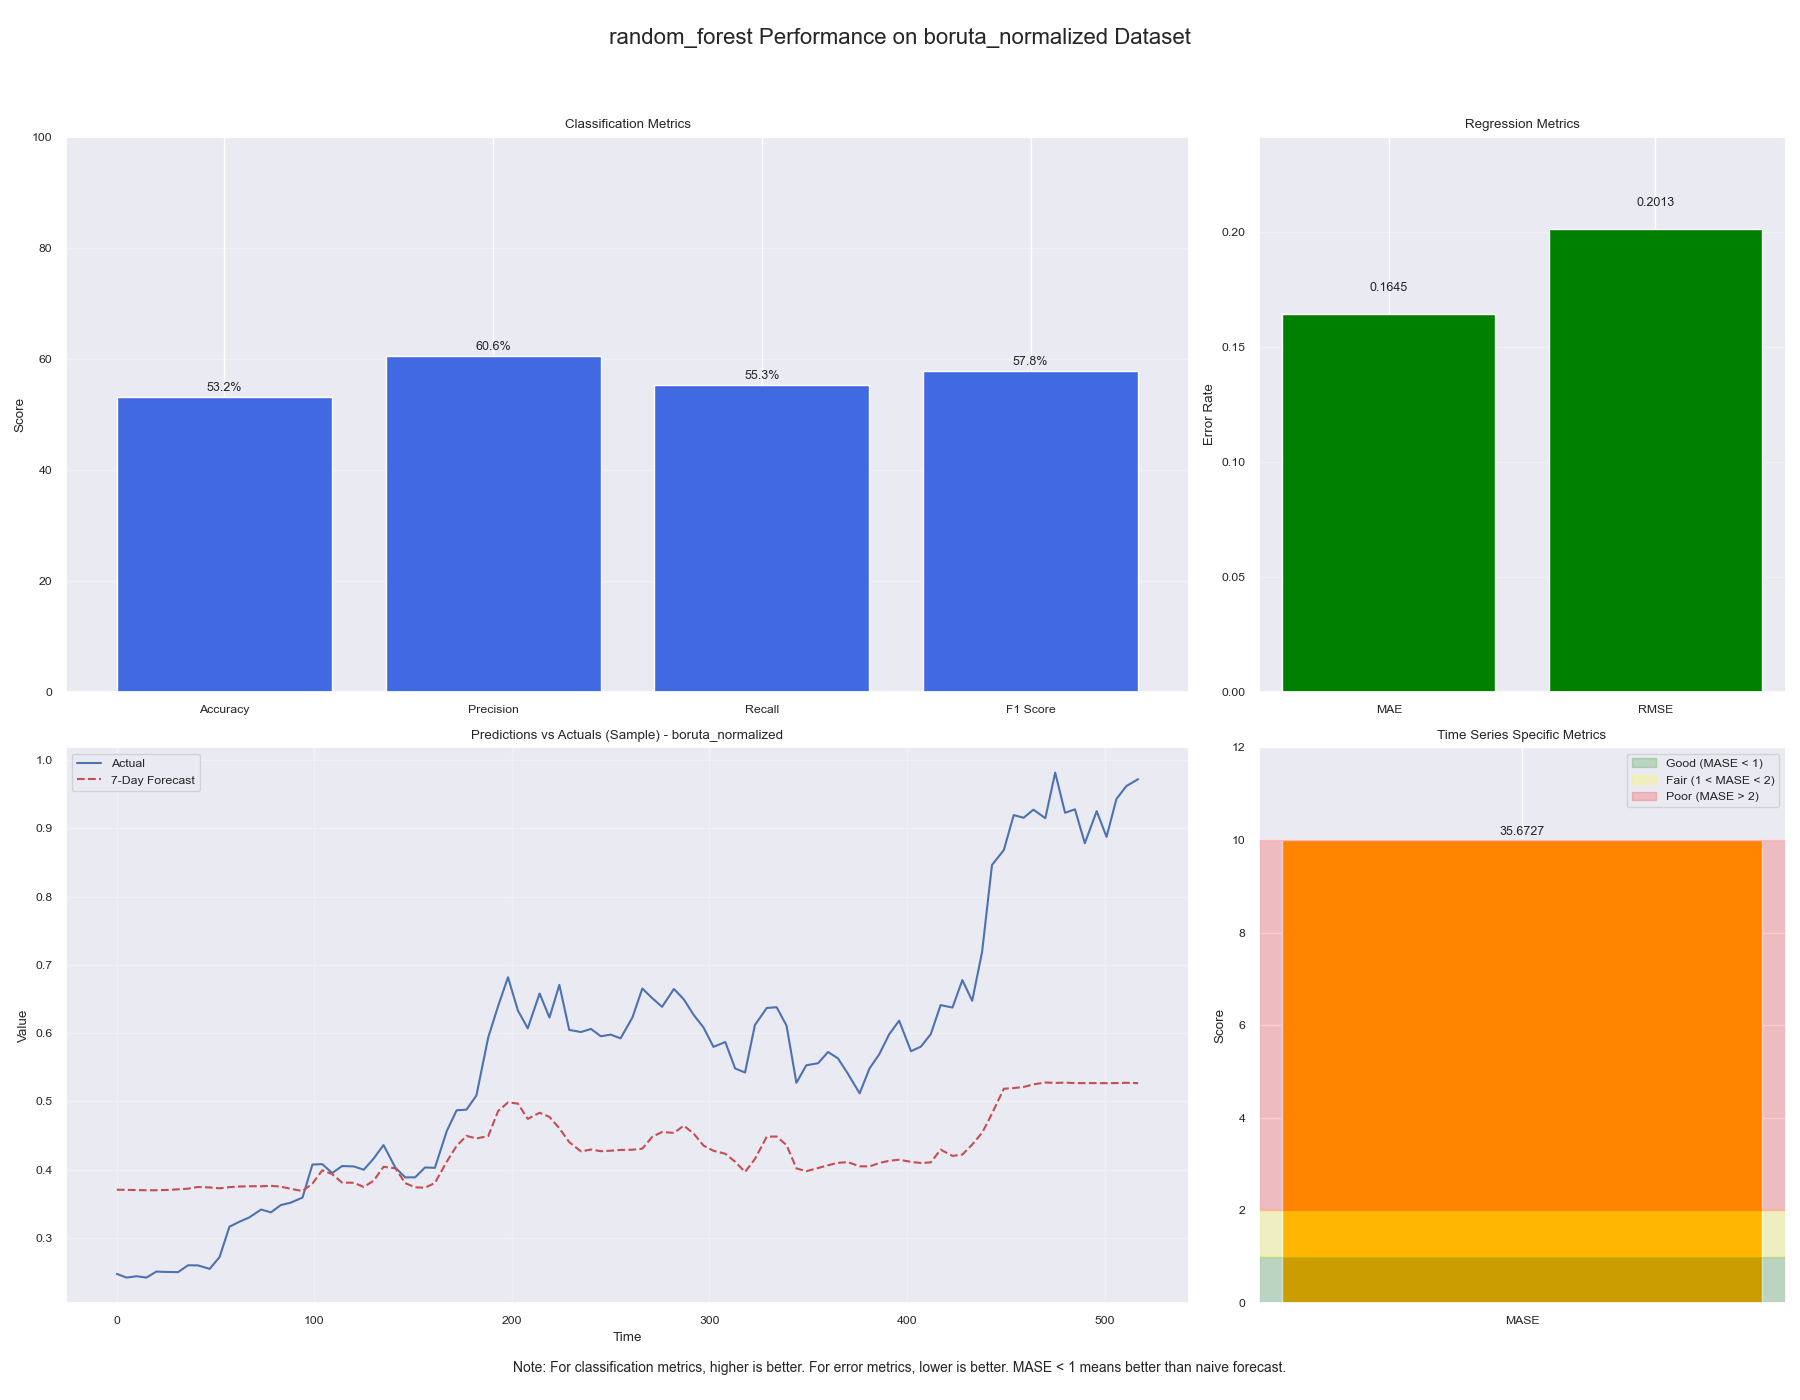 random_forest Performance on boruta_normalized Dataset
Classification Metrics
100
80
60
40
20
0
Score
53.2%
60.6%
55.3%
57.8%
Accuracy
Precision
Recall
F1 Score
Regression Metrics
0.20
0.15
0.10
0.05
0.00
Error Rate
0.1645
0.2013
MAE
RMSE
Predictions vs Actuals (Sample) - boruta_normalized
Actual
7-Day Forecast
1.0
0.9
0.8
0.7
0.6
0.5
0.4
0.3
Value
0
100
200
300
400
500
Time
Time Series Specific Metrics
Good (MASE < 1)
Fair (1 < MASE < 2)
Poor (MASE > 2)
12
10
8
6
4
2
0
Score
35.6727
MASE
Note: For classification metrics, higher is better. For error metrics, lower is better. MASE < 1 means better than naive forecast.